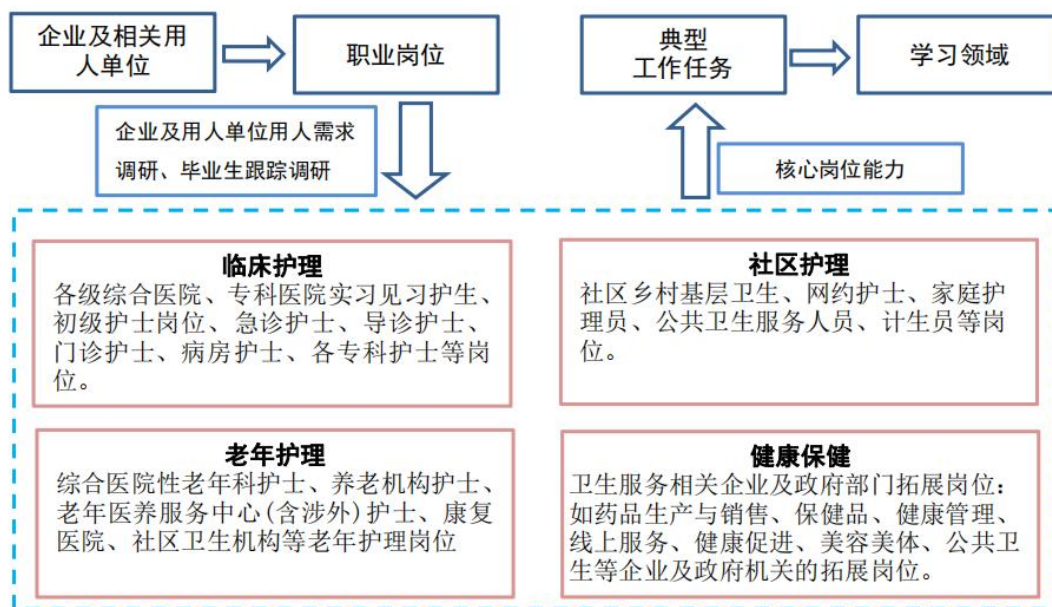 企业及相关用
人单位
职业岗位
典型
工作任务
学习领域
企业及用人单位用人需求
调研、毕业生跟踪调研
核心岗位能力
临床护理
各级综合医院、专科医院实习见习护生、
初级护士岗位、急诊护士、导诊护士、
门诊护士、病房护士、各专科护士等岗
位。
社区护理
社区乡村基层卫生、网约护士、家庭护
理员、公共卫生服务人员、计生员等岗
位。
老年护理
综合医院性老年科护士、养老机构护士、
老年医养服务中心(含涉外)护士、康复
医院、社区卫生机构等老年护理岗位
健康保健
卫生服务相关企业及政府部门拓展岗位：
如药品生产与销售、保健品、健康管理、
线上服务、健康促进、美容美体、公共卫
生等企业及政府机关的拓展岗位。